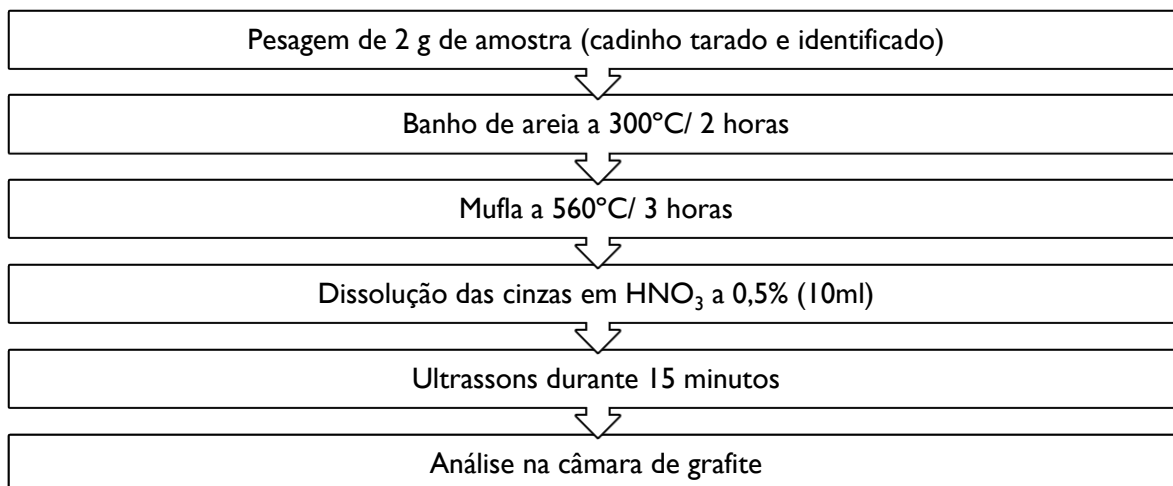 Pesagem de 2 g de amostra (cadinho tarado e identificado)
Banho de areia a 300ºC/ 2 horas
Mufla a 560ºC/ 3 horas
Dissolução das cinzas em HNO₃ a 0,5% (10ml)
Ultrassons durante 15 minutos
Análise na câmara de grafite